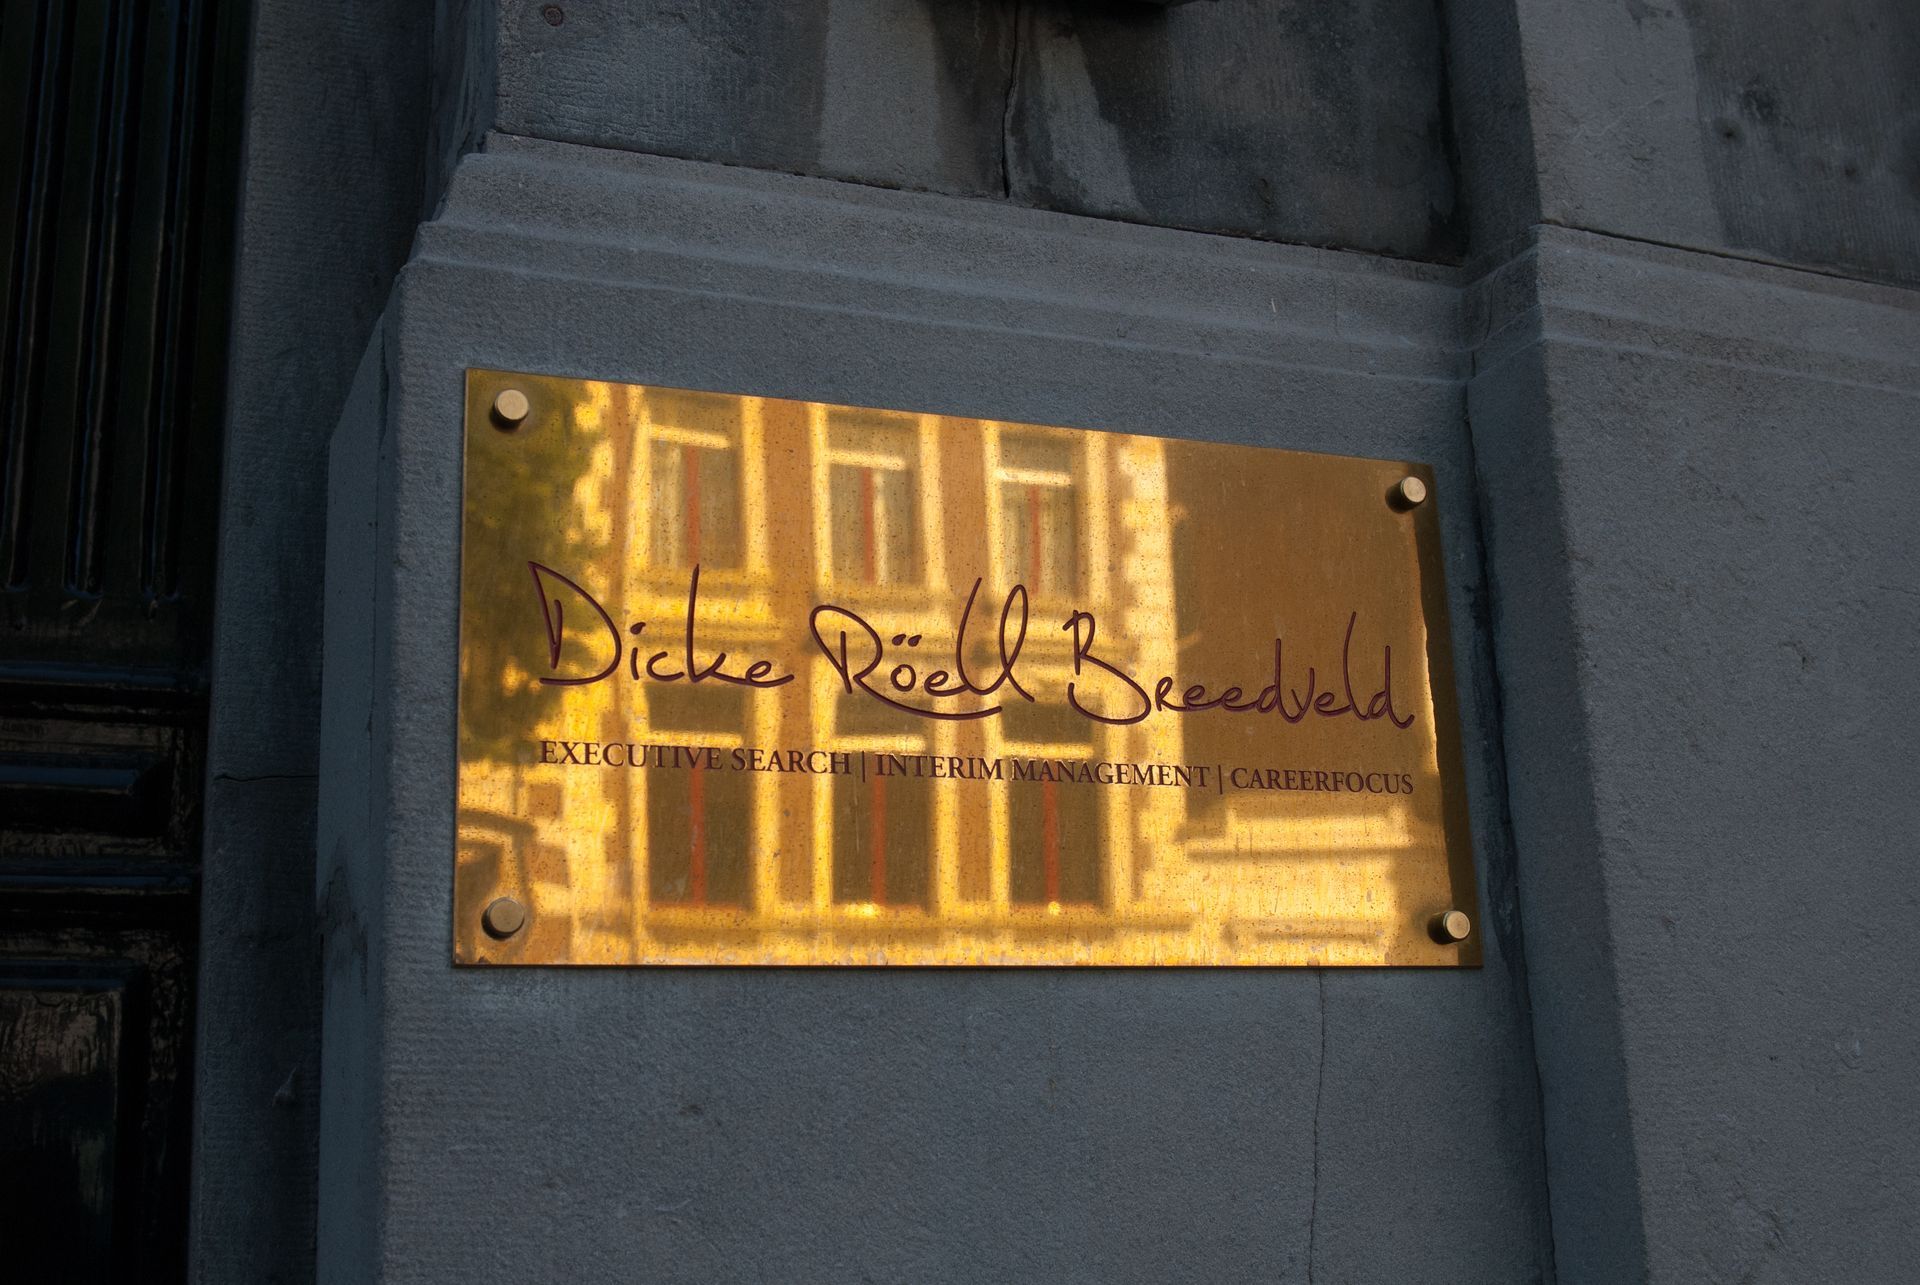 Dicke Röell Breedveld
EXECUTIVE SEARCH | INTERIM MANAGEMENT | CAREERFOCUS